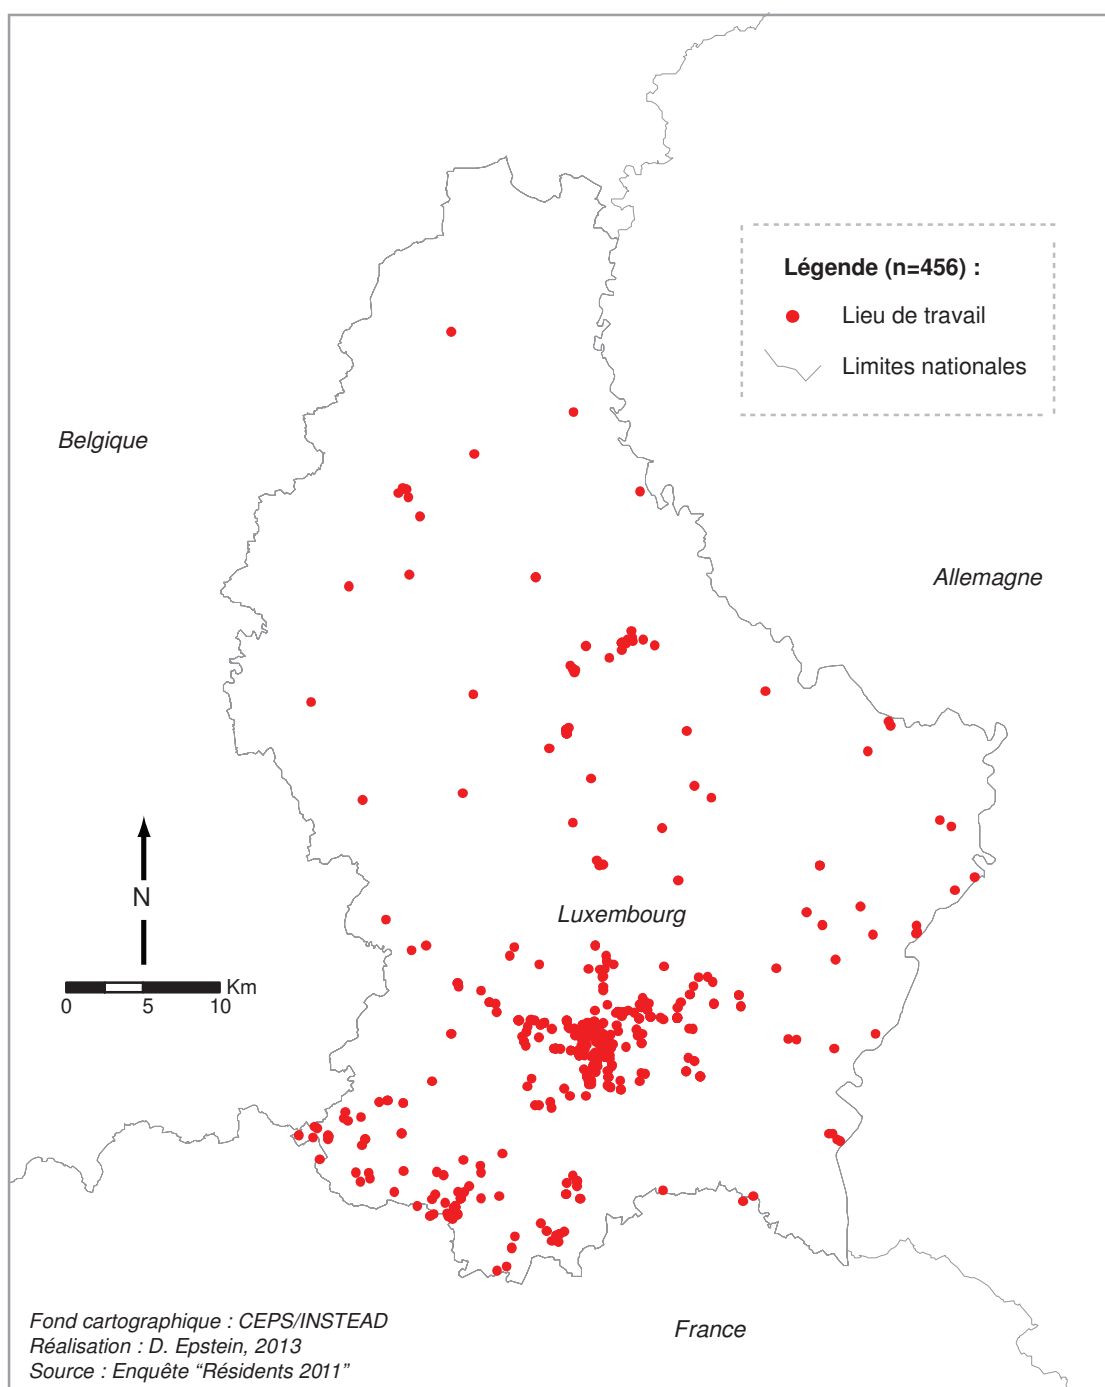 Légende (n=456) :
Lieu de travail
Limites nationales
Belgique
Allemagne
N
Luxembourg
Km
0 5 10
France
Fond cartographique : CEPS/INSTEAD
Réalisation : D. Epstein, 2013
Source : Enquête “Résidents 2011”